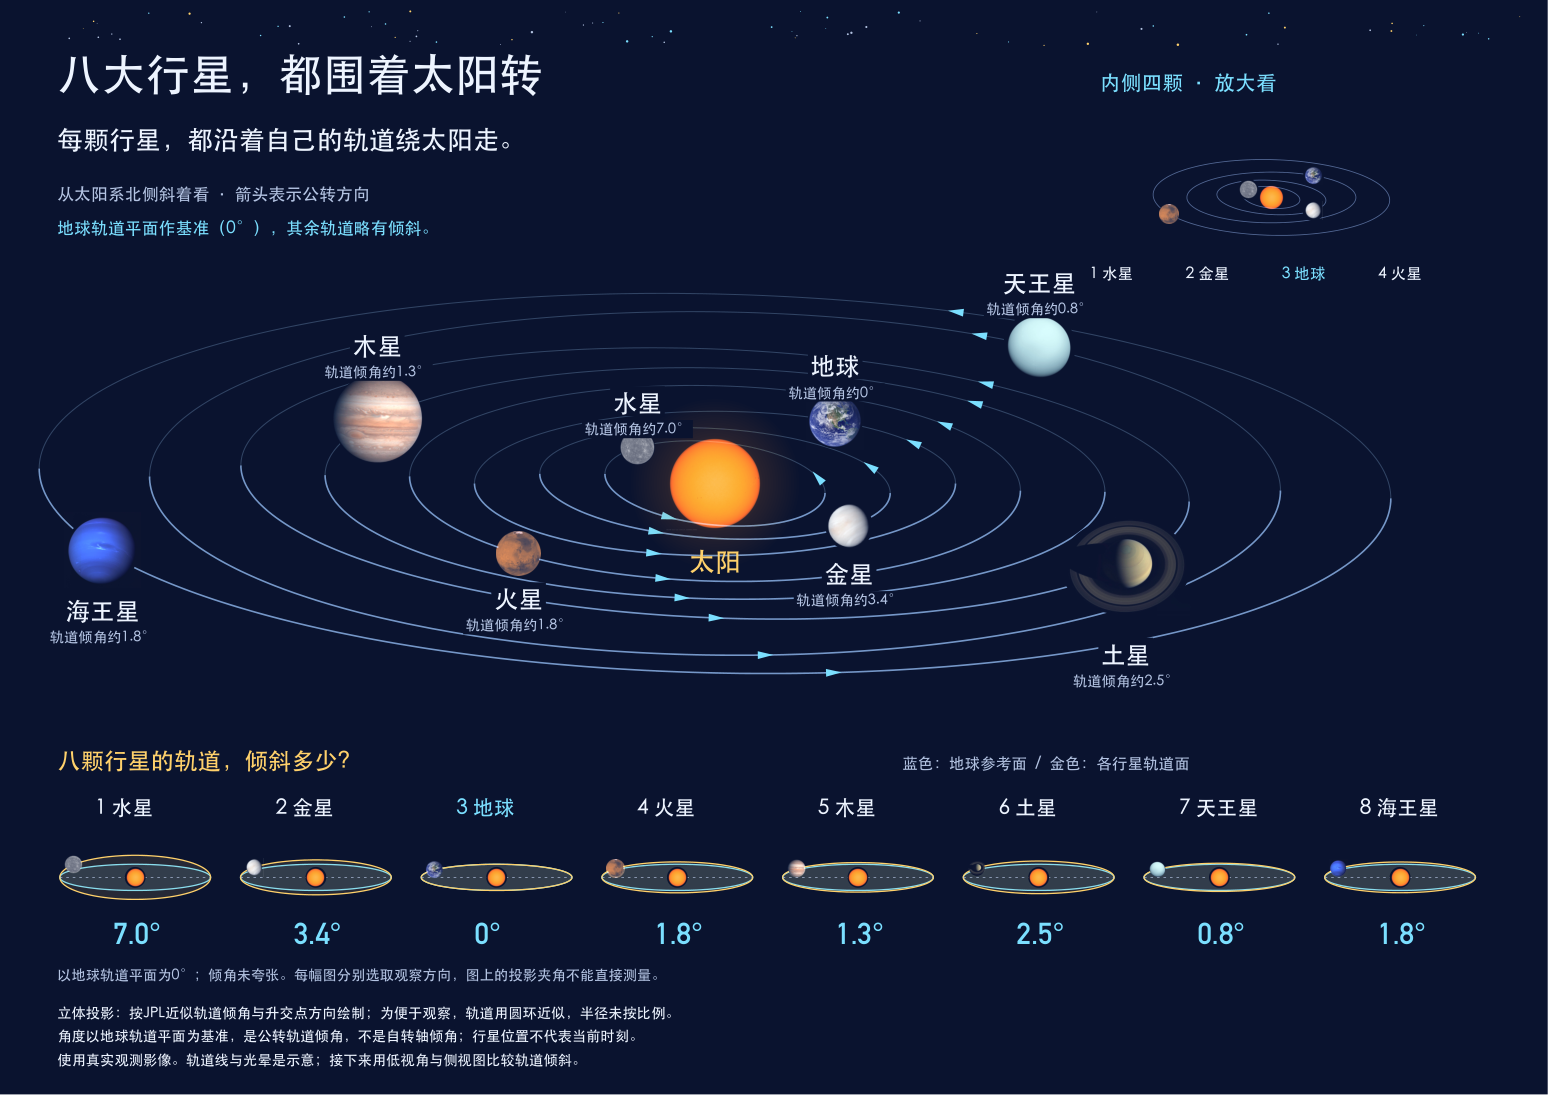 八大行星，都围着太阳转
每颗行星，都沿着自己的轨道绕太阳走。
从太阳系北侧斜着看 · 箭头表示公转方向
地球轨道平面作基准（0°），其余轨道略有倾斜。
内侧四颗 · 放大看
1 水星
2 金星
3 地球
4 火星
天王星
轨道倾角约0.8°
木星
轨道倾角约1.3°
地球
轨道倾角约0°
水星
轨道倾角约7.0°
太阳
金星
轨道倾角约3.4°
火星
轨道倾角约1.8°
海王星
轨道倾角约1.8°
土星
轨道倾角约2.5°
八颗行星的轨道，倾斜多少？
蓝色：地球参考面 / 金色：各行星轨道面
1 水星
2 金星
3 地球
4 火星
5 木星
6 土星
7 天王星
8 海王星
7.0°
3.4°
0°
1.8°
1.3°
2.5°
0.8°
1.8°
以地球轨道平面为0°；倾角未夸张。每幅图分别选取观察方向，图上的投影夹角不能直接测量。
立体投影：按JPL近似轨道倾角与升交点方向绘制；为便于观察，轨道用圆环近似，半径未按比例。
角度以地球轨道平面为基准，是公转轨道倾角，不是自转轴倾角；行星位置不代表当前时刻。
使用真实观测影像。轨道线与光晕是示意；接下来用低视角与侧视图比较轨道倾斜。